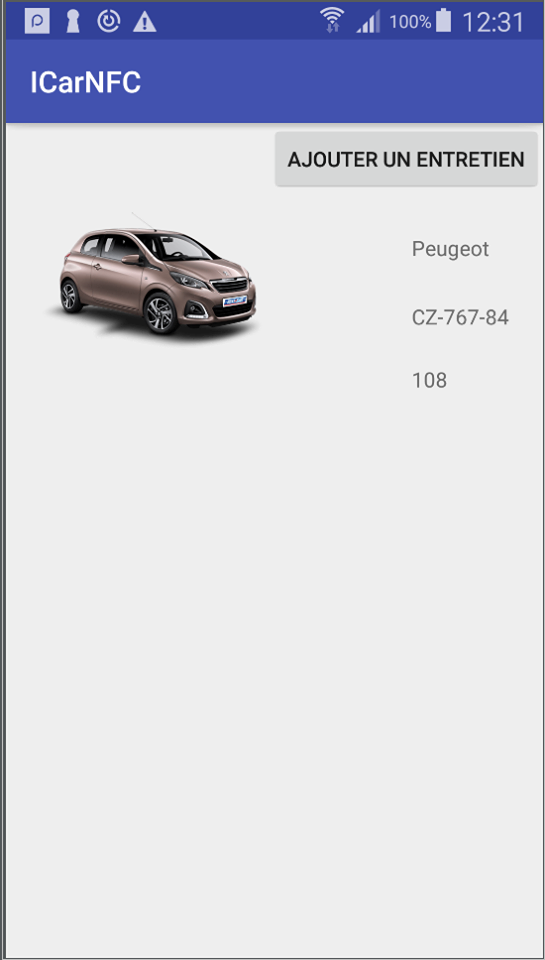 100% 12:31
ICarNFC
AJOUTER UN ENTRETIEN
Peugeot
CZ-767-84
108